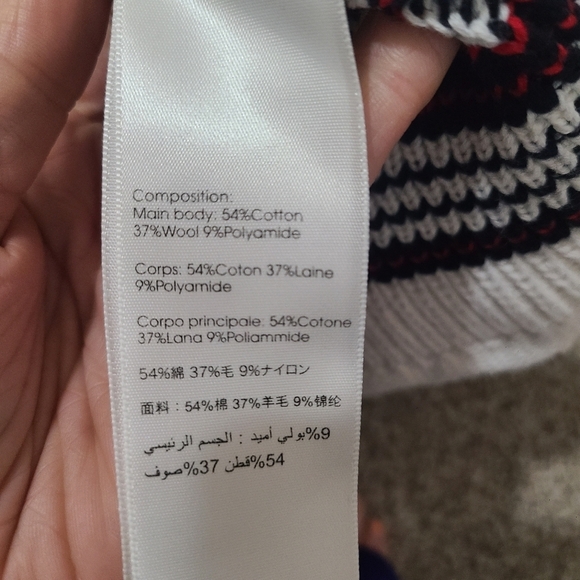 Composition:
Main body: 54%Cotton
37%Wool 9%Polyamide
Corps: 54%Coton 37%Laine
9%Polyamide
Corpo principale: 54%Cotone
37%Lana 9%Poliammide
54%綿 37%毛 9%ナイロン
面料：54%棉 37%羊毛 9%锦纶
9%بولي أميد : الجسم الرئيسي
54%قطن 37%صوف